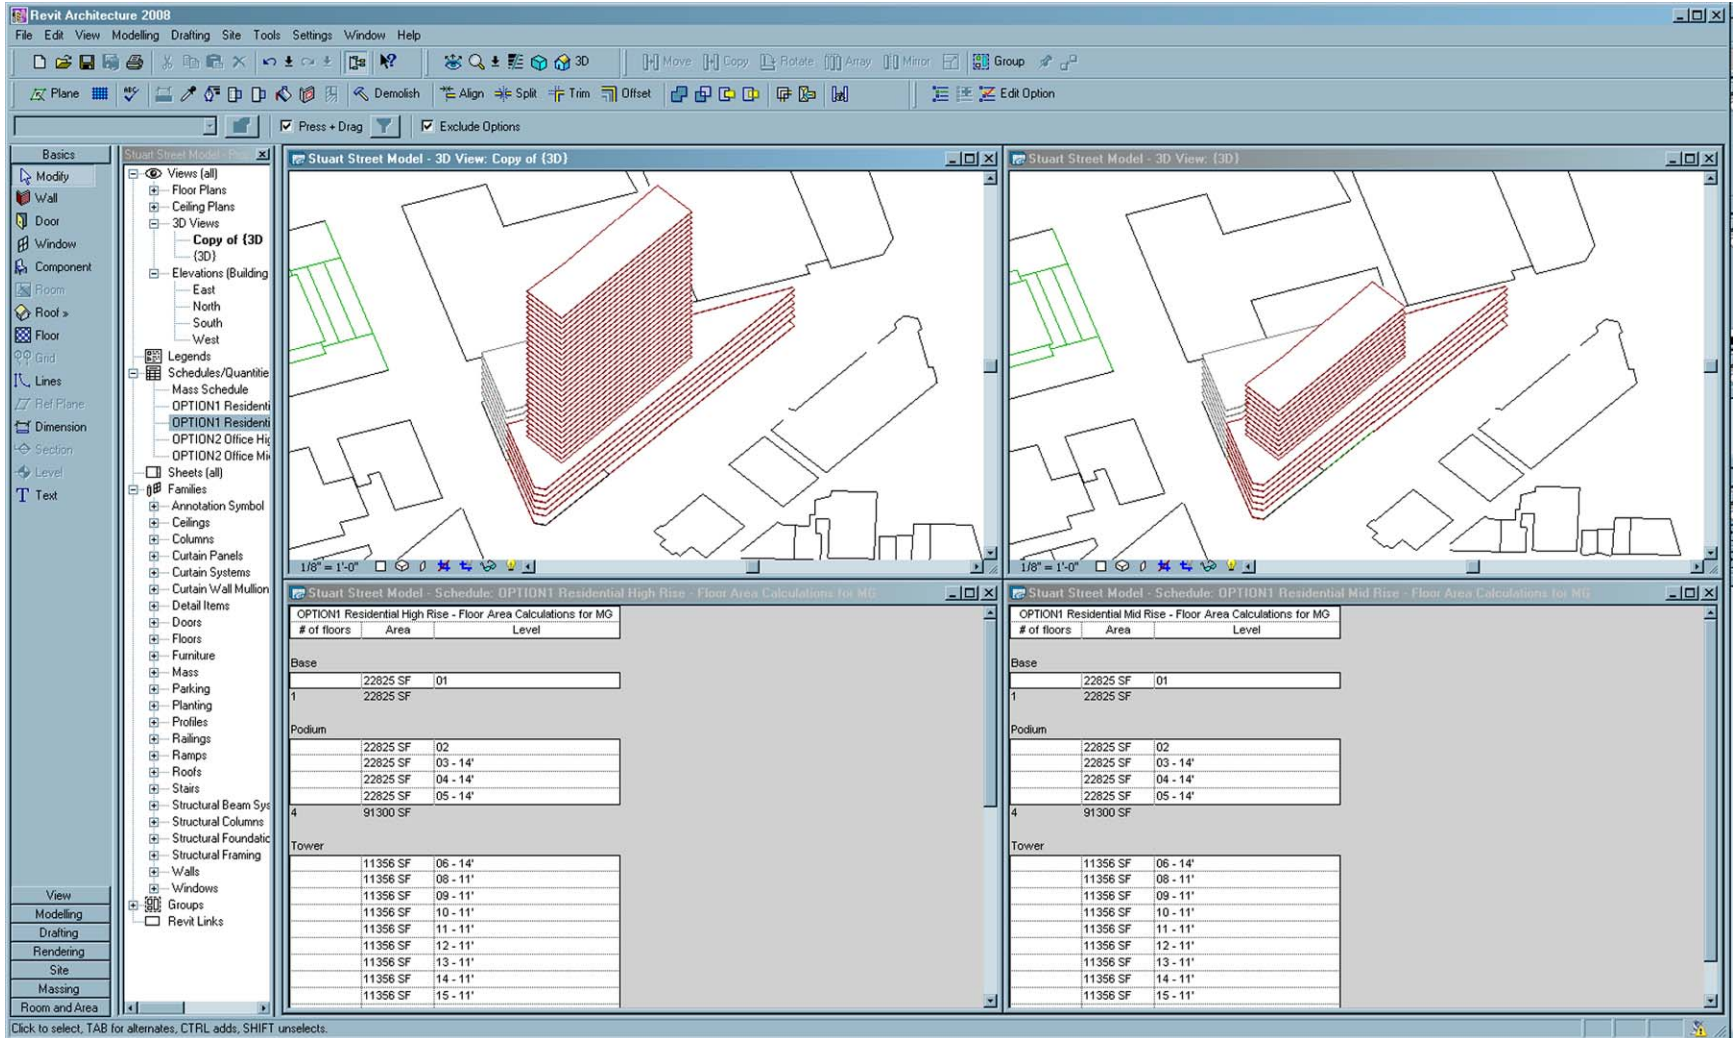 Revit Architecture 2008
File Edit View Modelling Drafting Site Tools Settings Window Help
3D Move Copy Rotate Array Mirror Group
Plane Demolish Align Split Trim Offset Edit Option
Press + Drag Exclude Options
Basics
Modify
Wall
Door
Window
Component
Room
Roof »
Floor
Grid
Lines
Ref Plane
Dimension
Section
Level
Text
View
Modelling
Drafting
Rendering
Site
Massing
Room and Area
Stuart Street Model -
Views (all)
Floor Plans
Ceiling Plans
3D Views
Copy of {3D
{3D}
Elevations (Building
East
North
South
West
Legends
Schedules/Quantitie
Mass Schedule
OPTION1 Residenti
OPTION1 Residenti
OPTION2 Office Hig
OPTION2 Office Mi
Sheets (all)
Families
Annotation Symbol
Ceilings
Columns
Curtain Panels
Curtain Systems
Curtain Wall Mullion
Detail Items
Doors
Floors
Furniture
Mass
Parking
Planting
Profiles
Railings
Ramps
Roofs
Stairs
Structural Beam Sys
Structural Columns
Structural Foundatic
Structural Framing
Walls
Windows
Groups
Revit Links
Stuart Street Model - 3D View: Copy of {3D}
1/8" = 1'-0"
Stuart Street Model - 3D View: {3D}
1/8" = 1'-0"
Stuart Street Model - Schedule: OPTION1 Residential High Rise - Floor Area Calculations for MG
OPTION1 Residential High Rise - Floor Area Calculations for MG
# of floors Area Level
Base
22825 SF 01
1 22825 SF
Podium
22825 SF 02
22825 SF 03 - 14'
22825 SF 04 - 14'
22825 SF 05 - 14'
4 91300 SF
Tower
11356 SF 06 - 14'
11356 SF 08 - 11'
11356 SF 09 - 11'
11356 SF 10 - 11'
11356 SF 11 - 11'
11356 SF 12 - 11'
11356 SF 13 - 11'
11356 SF 14 - 11'
11356 SF 15 - 11'
Stuart Street Model - Schedule: OPTION1 Residential Mid Rise - Floor Area Calculations for MG
OPTION1 Residential Mid Rise - Floor Area Calculations for MG
# of floors Area Level
Base
22825 SF 01
1 22825 SF
Podium
22825 SF 02
22825 SF 03 - 14'
22825 SF 04 - 14'
22825 SF 05 - 14'
4 91300 SF
Tower
11356 SF 06 - 14'
11356 SF 08 - 11'
11356 SF 09 - 11'
11356 SF 10 - 11'
11356 SF 11 - 11'
11356 SF 12 - 11'
11356 SF 13 - 11'
11356 SF 14 - 11'
11356 SF 15 - 11'
Click to select, TAB for alternates, CTRL adds, SHIFT unselects.